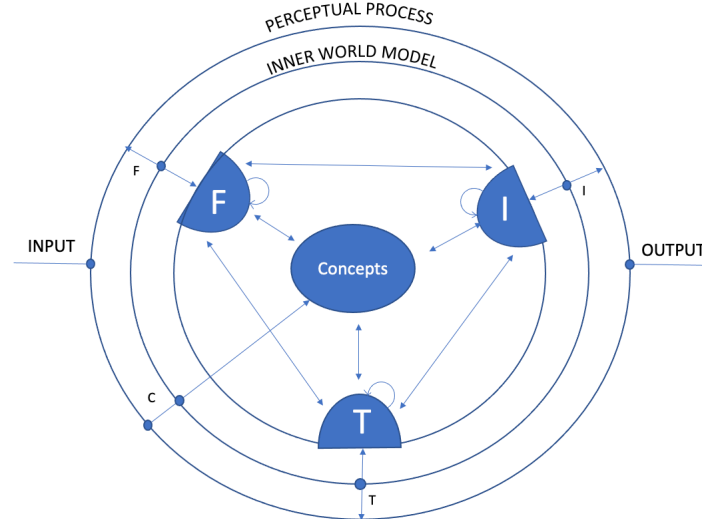 PERCEPTUAL PROCESS
INNER WORLD MODEL
F
F
I
I
INPUT
Concepts
OUTPUT
C
T
T